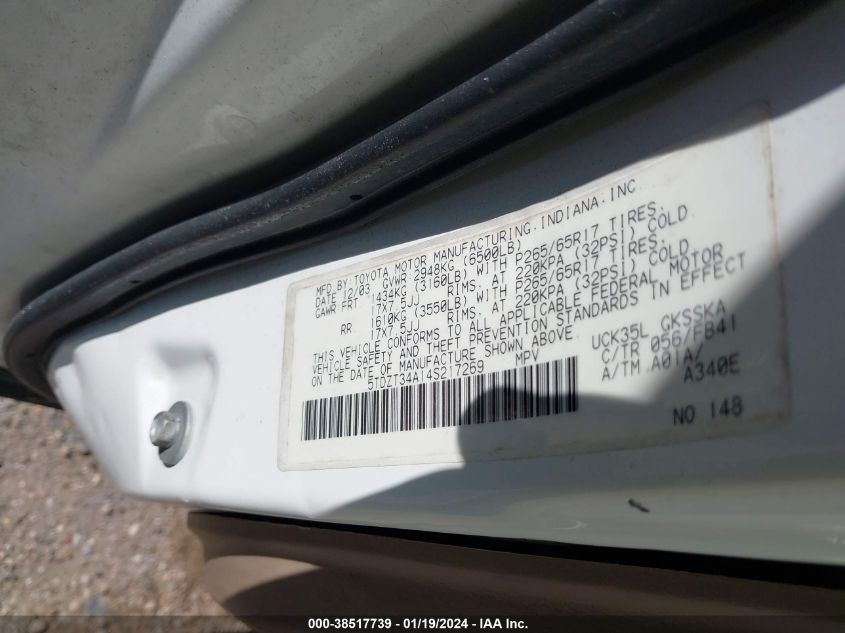 MFD.BY:TOYOTA MOTOR MANUFACTURING.INDIANA.INC
DATE 12/03 GVWR:2948KG (6500LB)
GAWR FRT 1434KG (3160LB) WITH P265/65R17 TIRES,
17X7.5JJ RIMS, AT 220KPA (32PSI) COLD
RR 1610KG (3550LB) WITH P265/65R17 TIRES,
17X7.5JJ RIMS, AT 220KPA (32PSI) COLD
THIS VEHICLE CONFORMS TO ALL APPLICABLE FEDERAL MOTOR
VEHICLE SAFETY AND THEFT PREVENTION STANDARDS IN EFFECT
ON THE DATE OF MANUFACTURE SHOWN ABOVE.
5TDZT34A14S217269 MPV
UCK35L GKSSKA
C/TR 056/FB41
A/TM A01A/
A340E
NO 148
000-38517739 - 01/19/2024 - IAA Inc.